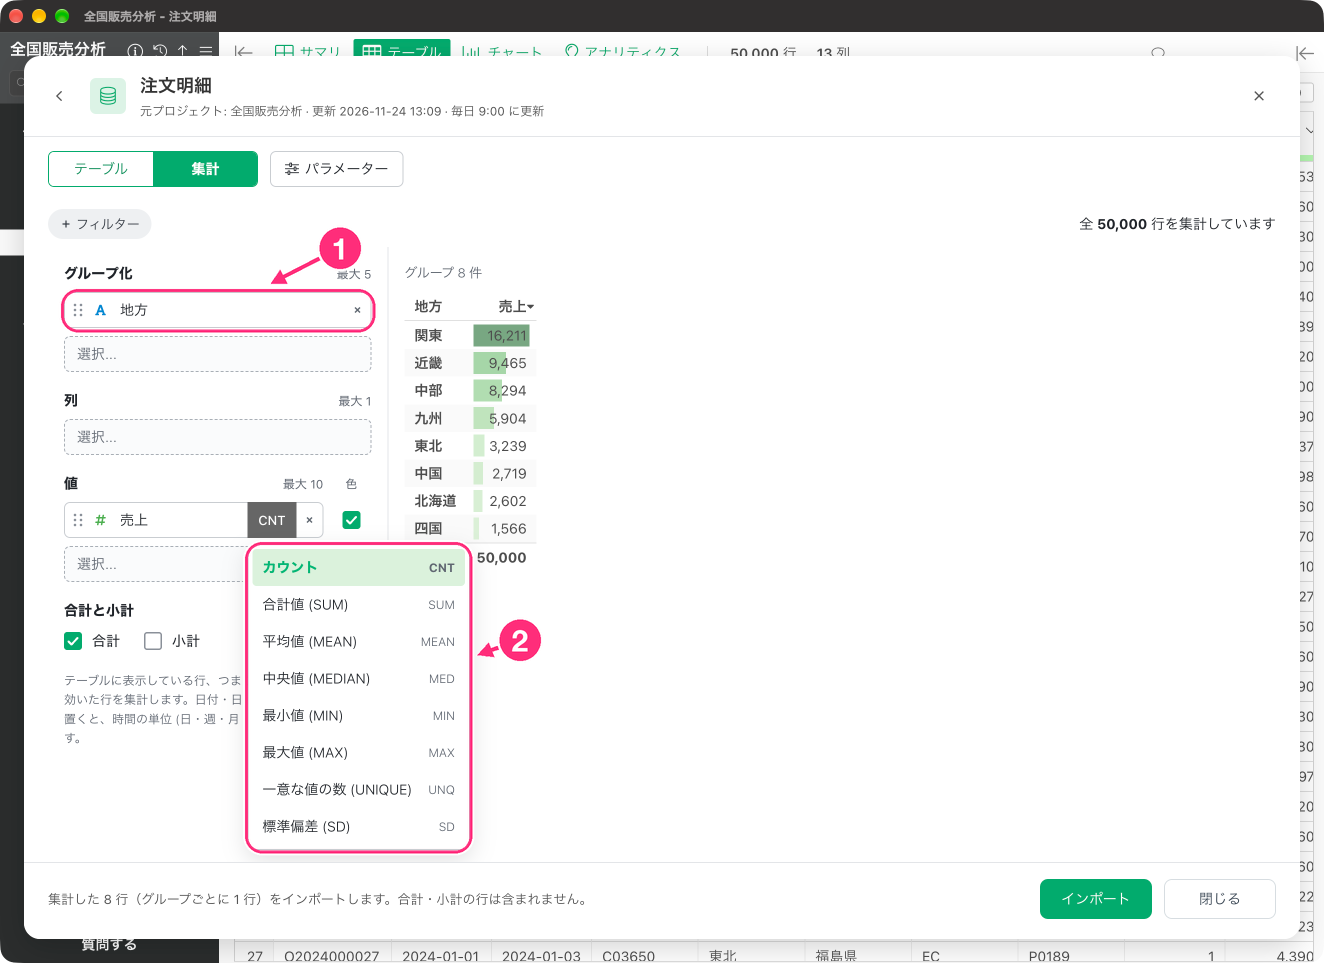 全国販売分析 - 注文明細
全国販売分析
サマリ
テーブル
チャート
アナリティクス
50,000 行
13 列
注文明細
元プロジェクト: 全国販売分析 · 更新 2026-11-24 13:09 · 毎日 9:00 に更新
テーブル
集計
パラメーター
+ フィルター
全 50,000 行を集計しています
1
グループ化
最大 5
A 地方 ×
選択...
列
最大 1
選択...
値
最大 10
色
# 売上 CNT ×
選択...
合計と小計
合計
小計
テーブルに表示している行、つま
効いた行を集計します。日付・日
置くと、時間の単位 (日・週・月
す。
グループ 8 件
地方 売上
関東 16,211
近畿 9,465
中部 8,294
九州 5,904
東北 3,239
中国 2,719
北海道 2,602
四国 1,566
50,000
カウント CNT
合計値 (SUM) SUM
平均値 (MEAN) MEAN
中央値 (MEDIAN) MED
最小値 (MIN) MIN
最大値 (MAX) MAX
一意な値の数 (UNIQUE) UNQ
標準偏差 (SD) SD
2
集計した 8 行（グループごとに 1 行）をインポートします。合計・小計の行は含まれません。
インポート
閉じる
質問する
27 O2024000027 2024-01-01 2024-01-03 C03650 東北 福島県 EC P0189 1 4,390